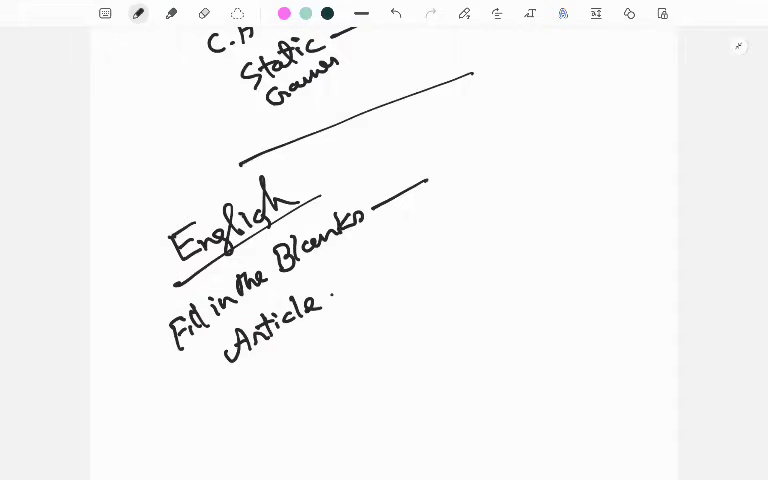 C.A
Static —
Games
English
Fill in the Blanks —
Article